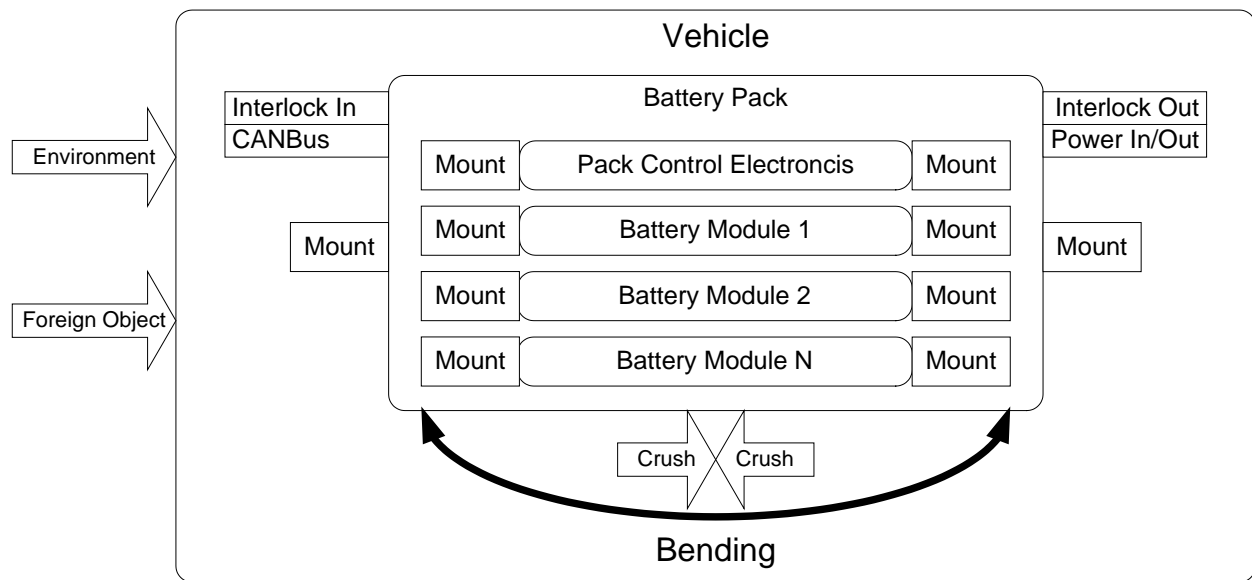 Vehicle
Battery Pack
Interlock In
CANBus
Interlock Out
Power In/Out
Environment
Mount Pack Control Electroncis Mount
Mount Battery Module 1 Mount
Mount
Mount
Mount Battery Module 2 Mount
Foreign Object
Mount Battery Module N Mount
Crush Crush
Bending